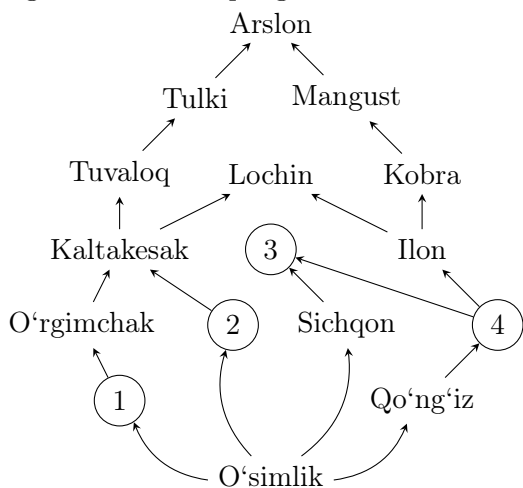 Arslon
Tulki Mangust
Tuvaloq Lochin Kobra
Kaltakesak 3 Ilon
O‘rgimchak 2 Sichqon 4
1 Qo‘ng‘iz
O‘simlik